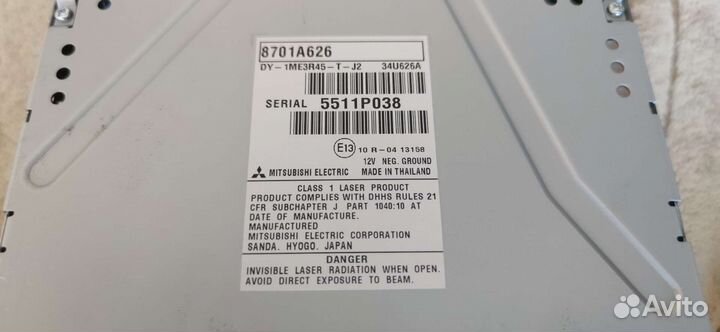 8701A626
DY-1ME3R45-T-J2 34U626A
SERIAL 5511P038
E13 10 R-04 13158
12V NEG. GROUND
MITSUBISHI ELECTRIC MADE IN THAILAND
CLASS 1 LASER PRODUCT
PRODUCT COMPLIES WITH DHHS RULES 21
CFR SUBCHAPTER J PART 1040:10 AT
DATE OF MANUFACTURE.
MANUFACTURED
MITSUBISHI ELECTRIC CORPORATION
SANDA. HYOGO. JAPAN
DANGER
INVISIBLE LASER RADIATION WHEN OPEN.
AVOID DIRECT EXPOSURE TO BEAM.
Avito